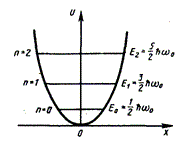 U
n=2 E₂=5/2 ħω₀
n=1 E₁=3/2 ħω₀
n=0 E₀=1/2 ħω₀
0 x